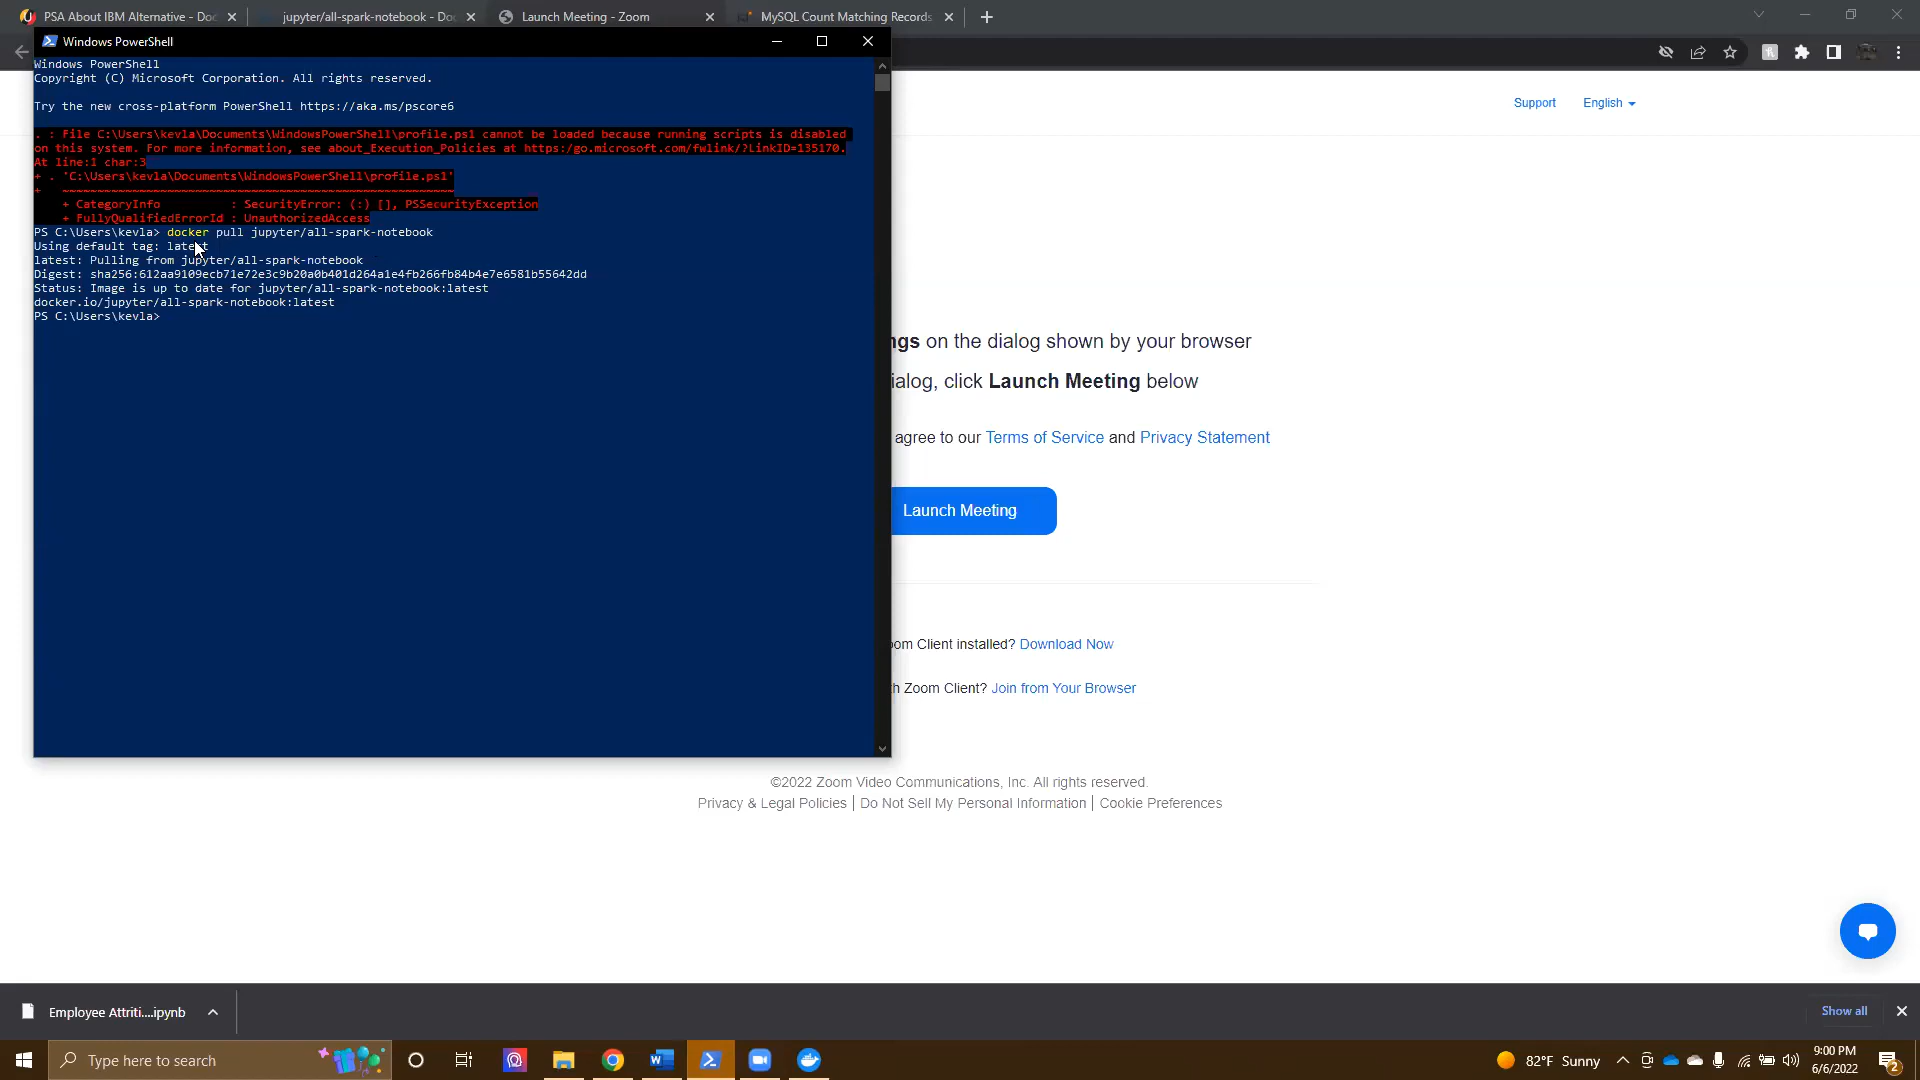 PSA About IBM Alternative - Doc
jupyter/all-spark-notebook - Doc
Launch Meeting - Zoom
MySQL Count Matching Records
Windows PowerShell
Windows PowerShell
Copyright (C) Microsoft Corporation. All rights reserved.
Try the new cross-platform PowerShell https://aka.ms/pscore6
. : File C:\Users\kevla\Documents\WindowsPowerShell\profile.ps1 cannot be loaded because running scripts is disabled
on this system. For more information, see about_Execution_Policies at https:/go.microsoft.com/fwlink/?LinkID=135170.
At line:1 char:3
+ . 'C:\Users\kevla\Documents\WindowsPowerShell\profile.ps1'
+   ~~~~~~~~~~~~~~~~~~~~~~~~~~~~~~~~~~~~~~~~~~~~~~~~~~~~~~~~
    + CategoryInfo          : SecurityError: (:) [], PSSecurityException
    + FullyQualifiedErrorId : UnauthorizedAccess
PS C:\Users\kevla> docker pull jupyter/all-spark-notebook
Using default tag: latest
latest: Pulling from jupyter/all-spark-notebook
Digest: sha256:612aa9109ecb71e72e3c9b20a0b401d264a1e4fb266fb84b4e7e6581b55642dd
Status: Image is up to date for jupyter/all-spark-notebook:latest
docker.io/jupyter/all-spark-notebook:latest
PS C:\Users\kevla>
Support
English
ngs on the dialog shown by your browser
ialog, click Launch Meeting below
agree to our Terms of Service and Privacy Statement
Launch Meeting
oom Client installed? Download Now
h Zoom Client? Join from Your Browser
©2022 Zoom Video Communications, Inc. All rights reserved.
Privacy & Legal Policies | Do Not Sell My Personal Information | Cookie Preferences
Employee Attriti....ipynb
Show all
Type here to search
82°F Sunny
9:00 PM
6/6/2022
2